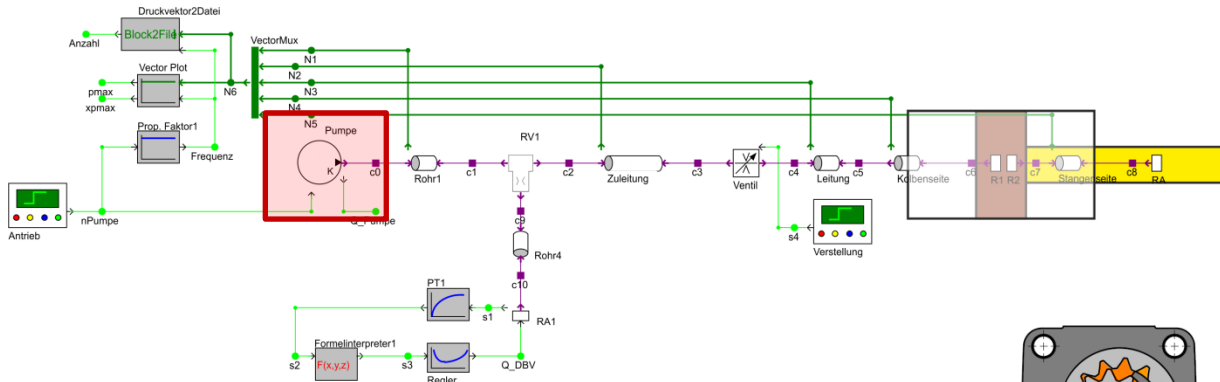 Druckvektor2Datei
Block2File
Anzahl
VectorMux
N1
Vector Plot
N2
pmax
N6
N3
xpmax
N4
N5
Pumpe
Prop. Faktor1
RV1
Frequenz
K
c0
Rohr1
c1
c2
Zuleitung
c3
Ventil
c4
Leitung
c5
Kolbenseite
c6
R1
R2
c7
Stangenseite
c8
RA
nPumpe
Q_Pumpe
c9
s4
Antrieb
Verstellung
Rohr4
c10
PT1
s1
RA1
Formelinterpreter1
s2
F(x,y,z)
s3
Q_DBV
Regler